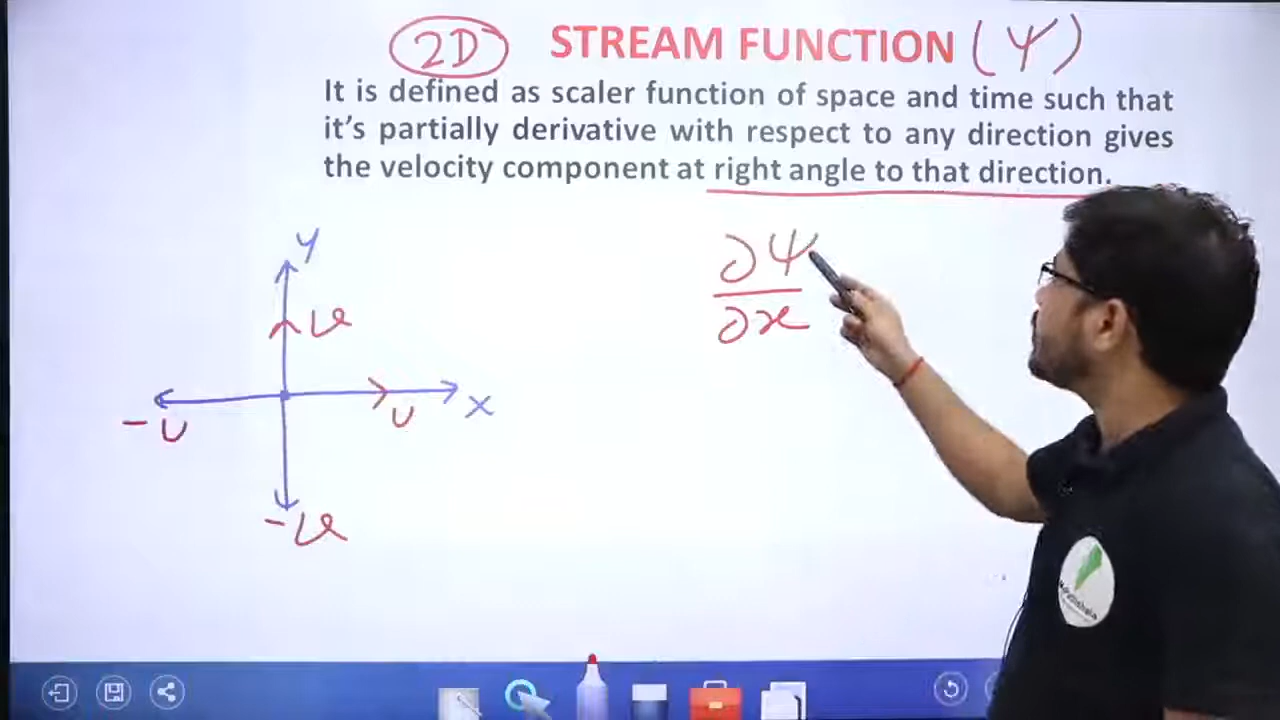 2D STREAM FUNCTION (ψ)
It is defined as scaler function of space and time such that
it's partially derivative with respect to any direction gives
the velocity component at right angle to that direction.
y
v
-U
U
x
-v
∂ψ
∂x